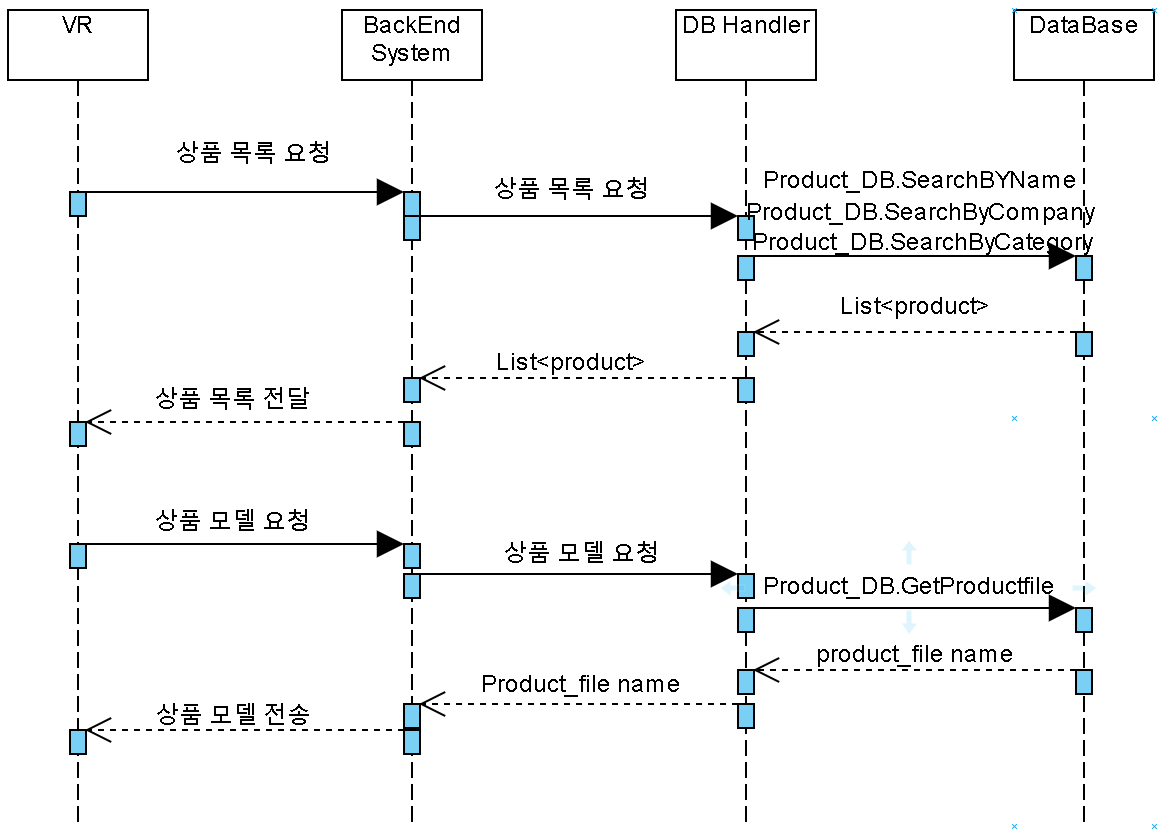 VR
BackEnd
System
DB Handler
DataBase
상품 목록 요청
상품 목록 요청
Product_DB.SearchBYName
Product_DB.SearchByCompany
Product_DB.SearchByCategory
List<product>
List<product>
상품 목록 전달
상품 모델 요청
상품 모델 요청
Product_DB.GetProductfile
product_file name
Product_file name
상품 모델 전송